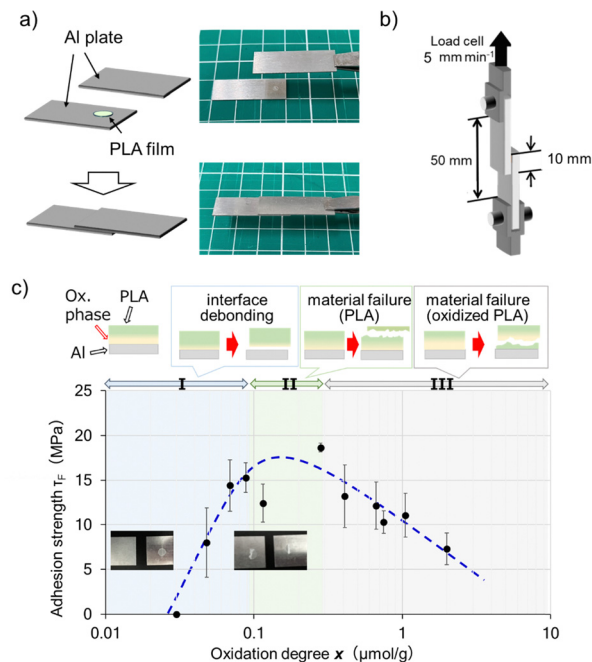 a)
Al plate
PLA film
b)
Load cell
5 mm min⁻¹
50 mm
10 mm
c)
Ox.
phase
PLA
Al
interface
debonding
material failure
(PLA)
material failure
(oxidized PLA)
I
II
III
25
20
15
10
5
0
Adhesion strength τF (MPa)
0.01
0.1
1
10
Oxidation degree x (μmol/g)